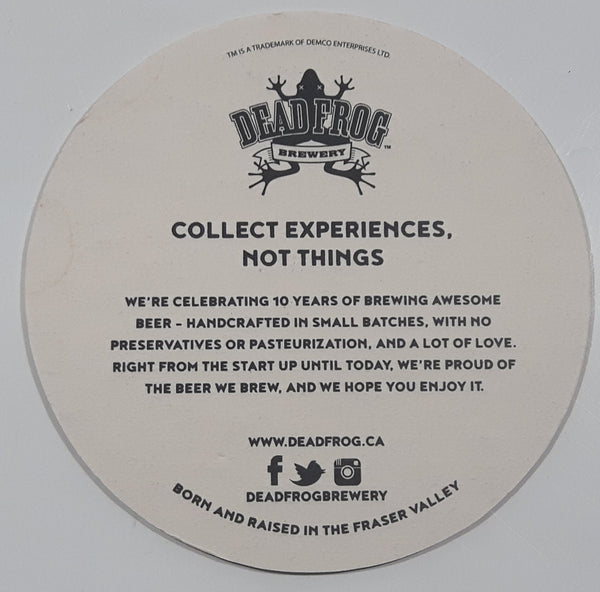 TM IS A TRADEMARK OF DEMCO ENTERPRISES LTD.
DEAD FROG
BREWERY
TM
COLLECT EXPERIENCES,
NOT THINGS
WE'RE CELEBRATING 10 YEARS OF BREWING AWESOME
BEER - HANDCRAFTED IN SMALL BATCHES, WITH NO
PRESERVATIVES OR PASTEURIZATION, AND A LOT OF LOVE.
RIGHT FROM THE START UP UNTIL TODAY, WE'RE PROUD OF
THE BEER WE BREW, AND WE HOPE YOU ENJOY IT.
WWW.DEADFROG.CA
DEADFROGBREWERY
BORN AND RAISED IN THE FRASER VALLEY